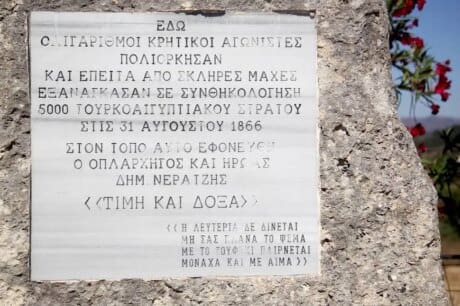 ΕΔΩ
ΟΛΙΓΑΡΙΘΜΟΙ ΚΡΗΤΙΚΟΙ ΑΓΩΝΙΣΤΕΣ
ΠΟΛΙΟΡΚΗΣΑΝ
ΚΑΙ ΕΠΕΙΤΑ ΑΠΟ ΣΚΛΗΡΕΣ ΜΑΧΕΣ
ΕΞΑΝΑΓΚΑΣΑΝ ΣΕ ΣΥΝΘΗΚΟΛΟΓΗΣΗ
5000 ΤΟΥΡΚΟΑΙΓΥΠΤΙΑΚΟΥ ΣΤΡΑΤΟΥ
ΣΤΙΣ 31 ΑΥΓΟΥΣΤΟΥ 1866
ΣΤΟΝ ΤΟΠΟ ΑΥΤΟ ΕΦΟΝΕΥΘΗ
Ο ΟΠΛΑΡΧΗΓΟΣ ΚΑΙ ΗΡΩΑΣ
ΔΗΜ. ΝΕΡΑΤΖΗΣ
<<ΤΙΜΗ ΚΑΙ ΔΟΞΑ>>
<<Η ΛΕΥΤΕΡΙΑ ΔΕ ΔΙΝΕΤΑΙ
ΜΗ ΣΑΣ ΠΛΑΝΑ ΤΟ ΨΕΜΑ
ΜΕ ΤΟ ΤΟΥΦΕΚΙ ΠΑΙΡΝΕΤΑΙ
ΜΟΝΑΧΑ ΚΑΙ ΜΕ ΑΙΜΑ>>